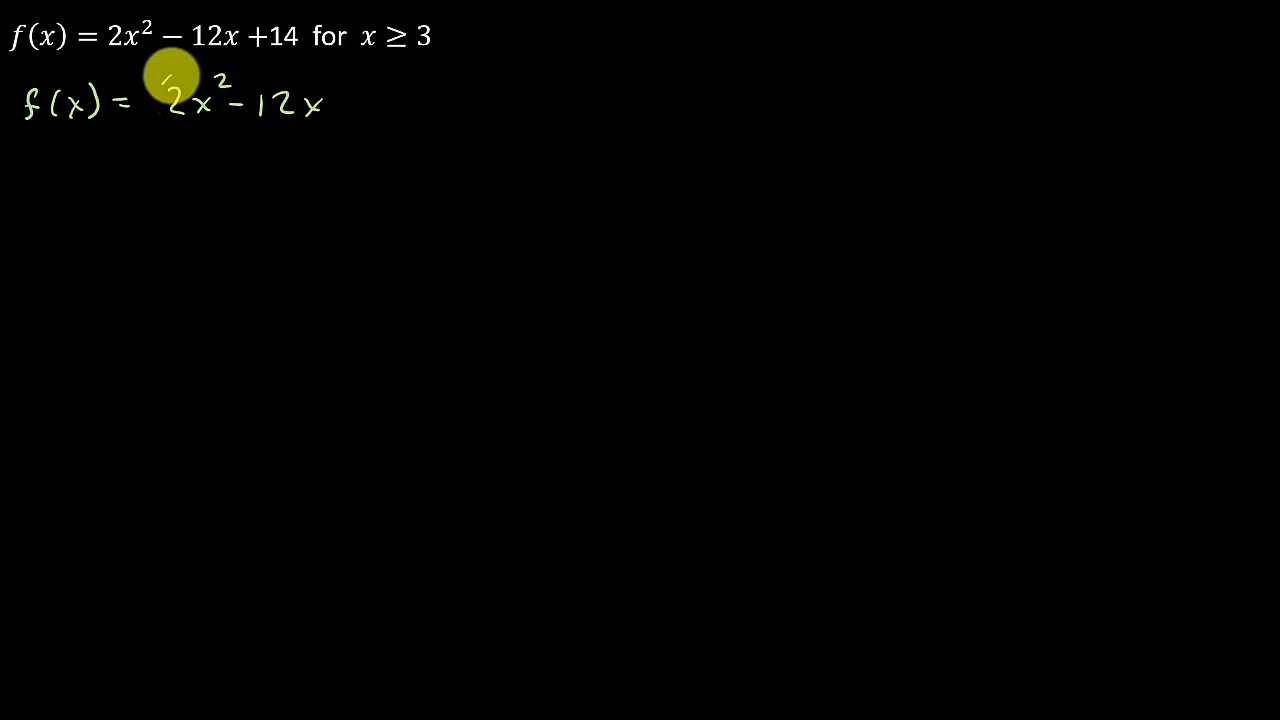 f(x) = 2x² − 12x +14 for x ≥ 3
f(x) = 2x² - 12x